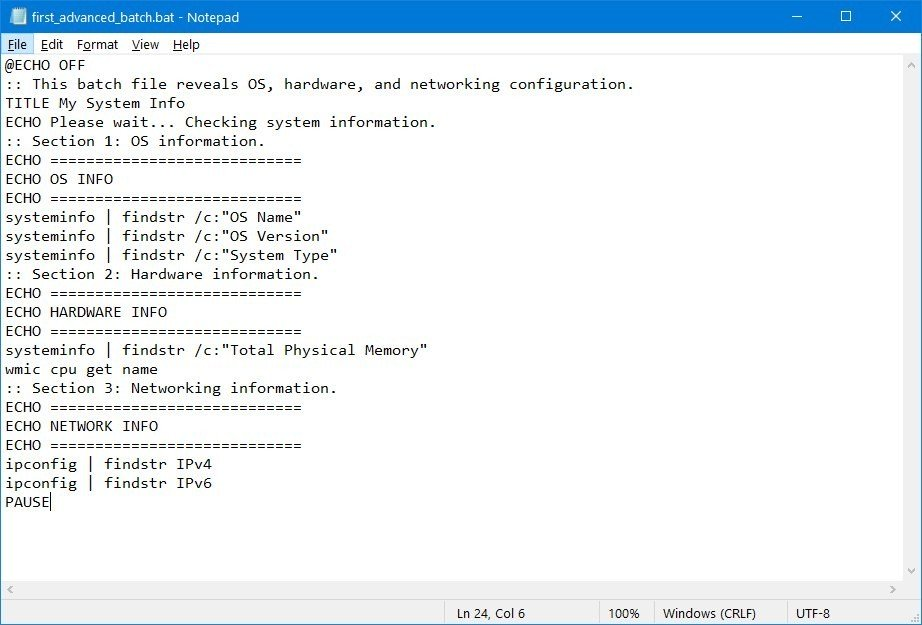 first_advanced_batch.bat - Notepad
File Edit Format View Help
@ECHO OFF
:: This batch file reveals OS, hardware, and networking configuration.
TITLE My System Info
ECHO Please wait... Checking system information.
:: Section 1: OS information.
ECHO ============================
ECHO OS INFO
ECHO ============================
systeminfo | findstr /c:"OS Name"
systeminfo | findstr /c:"OS Version"
systeminfo | findstr /c:"System Type"
:: Section 2: Hardware information.
ECHO ============================
ECHO HARDWARE INFO
ECHO ============================
systeminfo | findstr /c:"Total Physical Memory"
wmic cpu get name
:: Section 3: Networking information.
ECHO ============================
ECHO NETWORK INFO
ECHO ============================
ipconfig | findstr IPv4
ipconfig | findstr IPv6
PAUSE
Ln 24, Col 6 100% Windows (CRLF) UTF-8